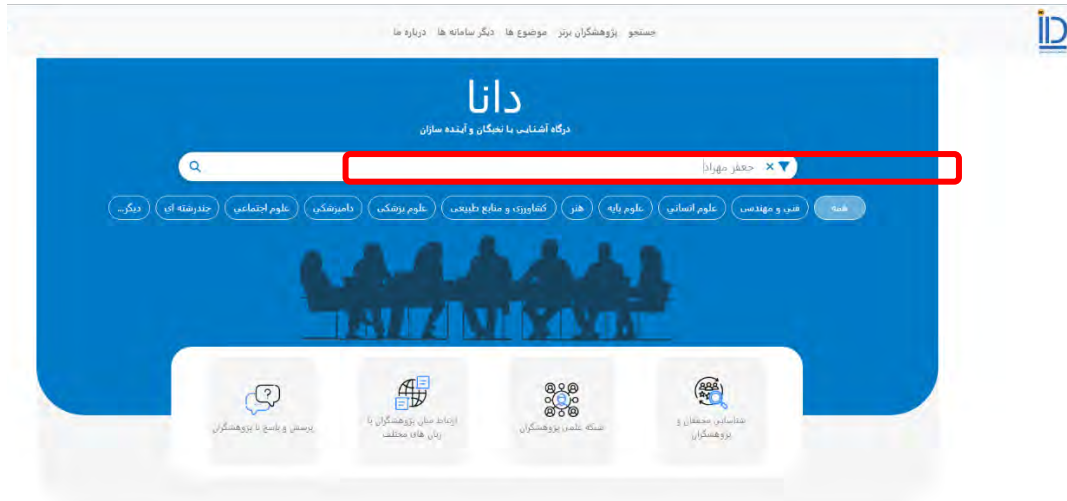 جستجو پژوهشگران برتر موضوع ها دیگر سامانه ها درباره ما
دانا
درگاه آشنایی با نخبگان و آینده سازان
جعفر مهراد
همه فنی و مهندسی علوم انسانی علوم پایه هنر کشاورزی و منابع طبیعی علوم پزشکی دامپزشکی علوم اجتماعی چندرشته ای دیگر...
شناسایی محققان و
پژوهشگران
شبکه علمی پژوهشگران
ارتباط میان پژوهشگران با
زبان های مختلف
پرسش و پاسخ با پژوهشگران